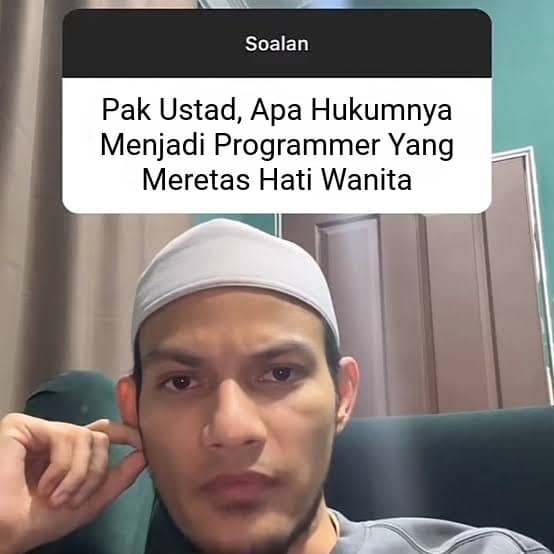 Soalan
Pak Ustad, Apa Hukumnya
Menjadi Programmer Yang
Meretas Hati Wanita